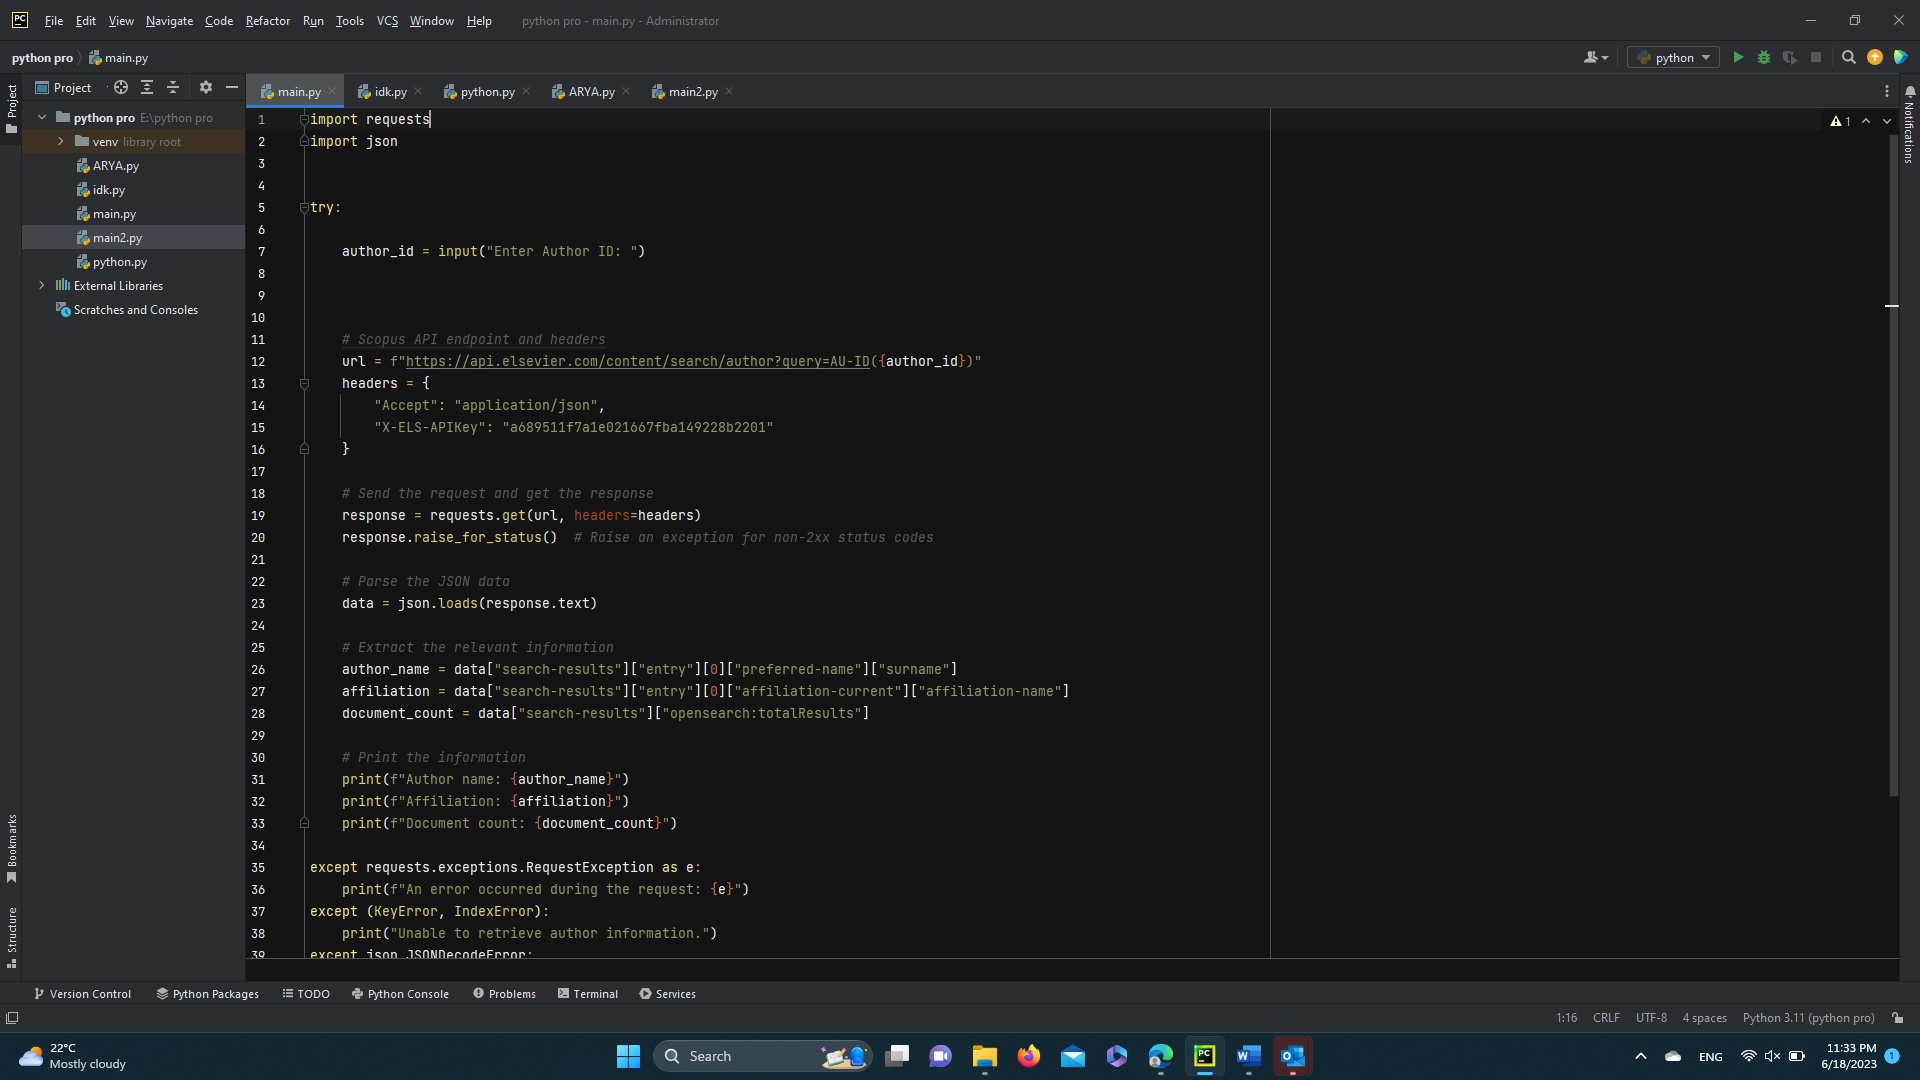 PC File Edit View Navigate Code Refactor Run Tools VCS Window Help python pro - main.py - Administrator
python pro main.py python
Project main.py idk.py python.py ARYA.py main2.py
Project
Notifications
python pro E:\python pro
venv library root
ARYA.py
idk.py
main.py
main2.py
python.py
External Libraries
Scratches and Consoles
1
1 import requests
2 import json
3
4
5 try:
6
7 author_id = input("Enter Author ID: ")
8
9
10
11 # Scopus API endpoint and headers
12 url = f"https://api.elsevier.com/content/search/author?query=AU-ID({author_id})"
13 headers = {
14 "Accept": "application/json",
15 "X-ELS-APIKey": "a689511f7a1e021667fba149228b2201"
16 }
17
18 # Send the request and get the response
19 response = requests.get(url, headers=headers)
20 response.raise_for_status() # Raise an exception for non-2xx status codes
21
22 # Parse the JSON data
23 data = json.loads(response.text)
24
25 # Extract the relevant information
26 author_name = data["search-results"]["entry"][0]["preferred-name"]["surname"]
27 affiliation = data["search-results"]["entry"][0]["affiliation-current"]["affiliation-name"]
28 document_count = data["search-results"]["opensearch:totalResults"]
29
30 # Print the information
31 print(f"Author name: {author_name}")
32 print(f"Affiliation: {affiliation}")
33 print(f"Document count: {document_count}")
34
35 except requests.exceptions.RequestException as e:
36 print(f"An error occurred during the request: {e}")
37 except (KeyError, IndexError):
38 print("Unable to retrieve author information.")
39 except json.JSONDecodeError:
Bookmarks
Structure
Version Control Python Packages TODO Python Console Problems Terminal Services
1:16 CRLF UTF-8 4 spaces Python 3.11 (python pro)
22°C
Mostly cloudy
Search
ENG
11:33 PM
6/18/2023
1